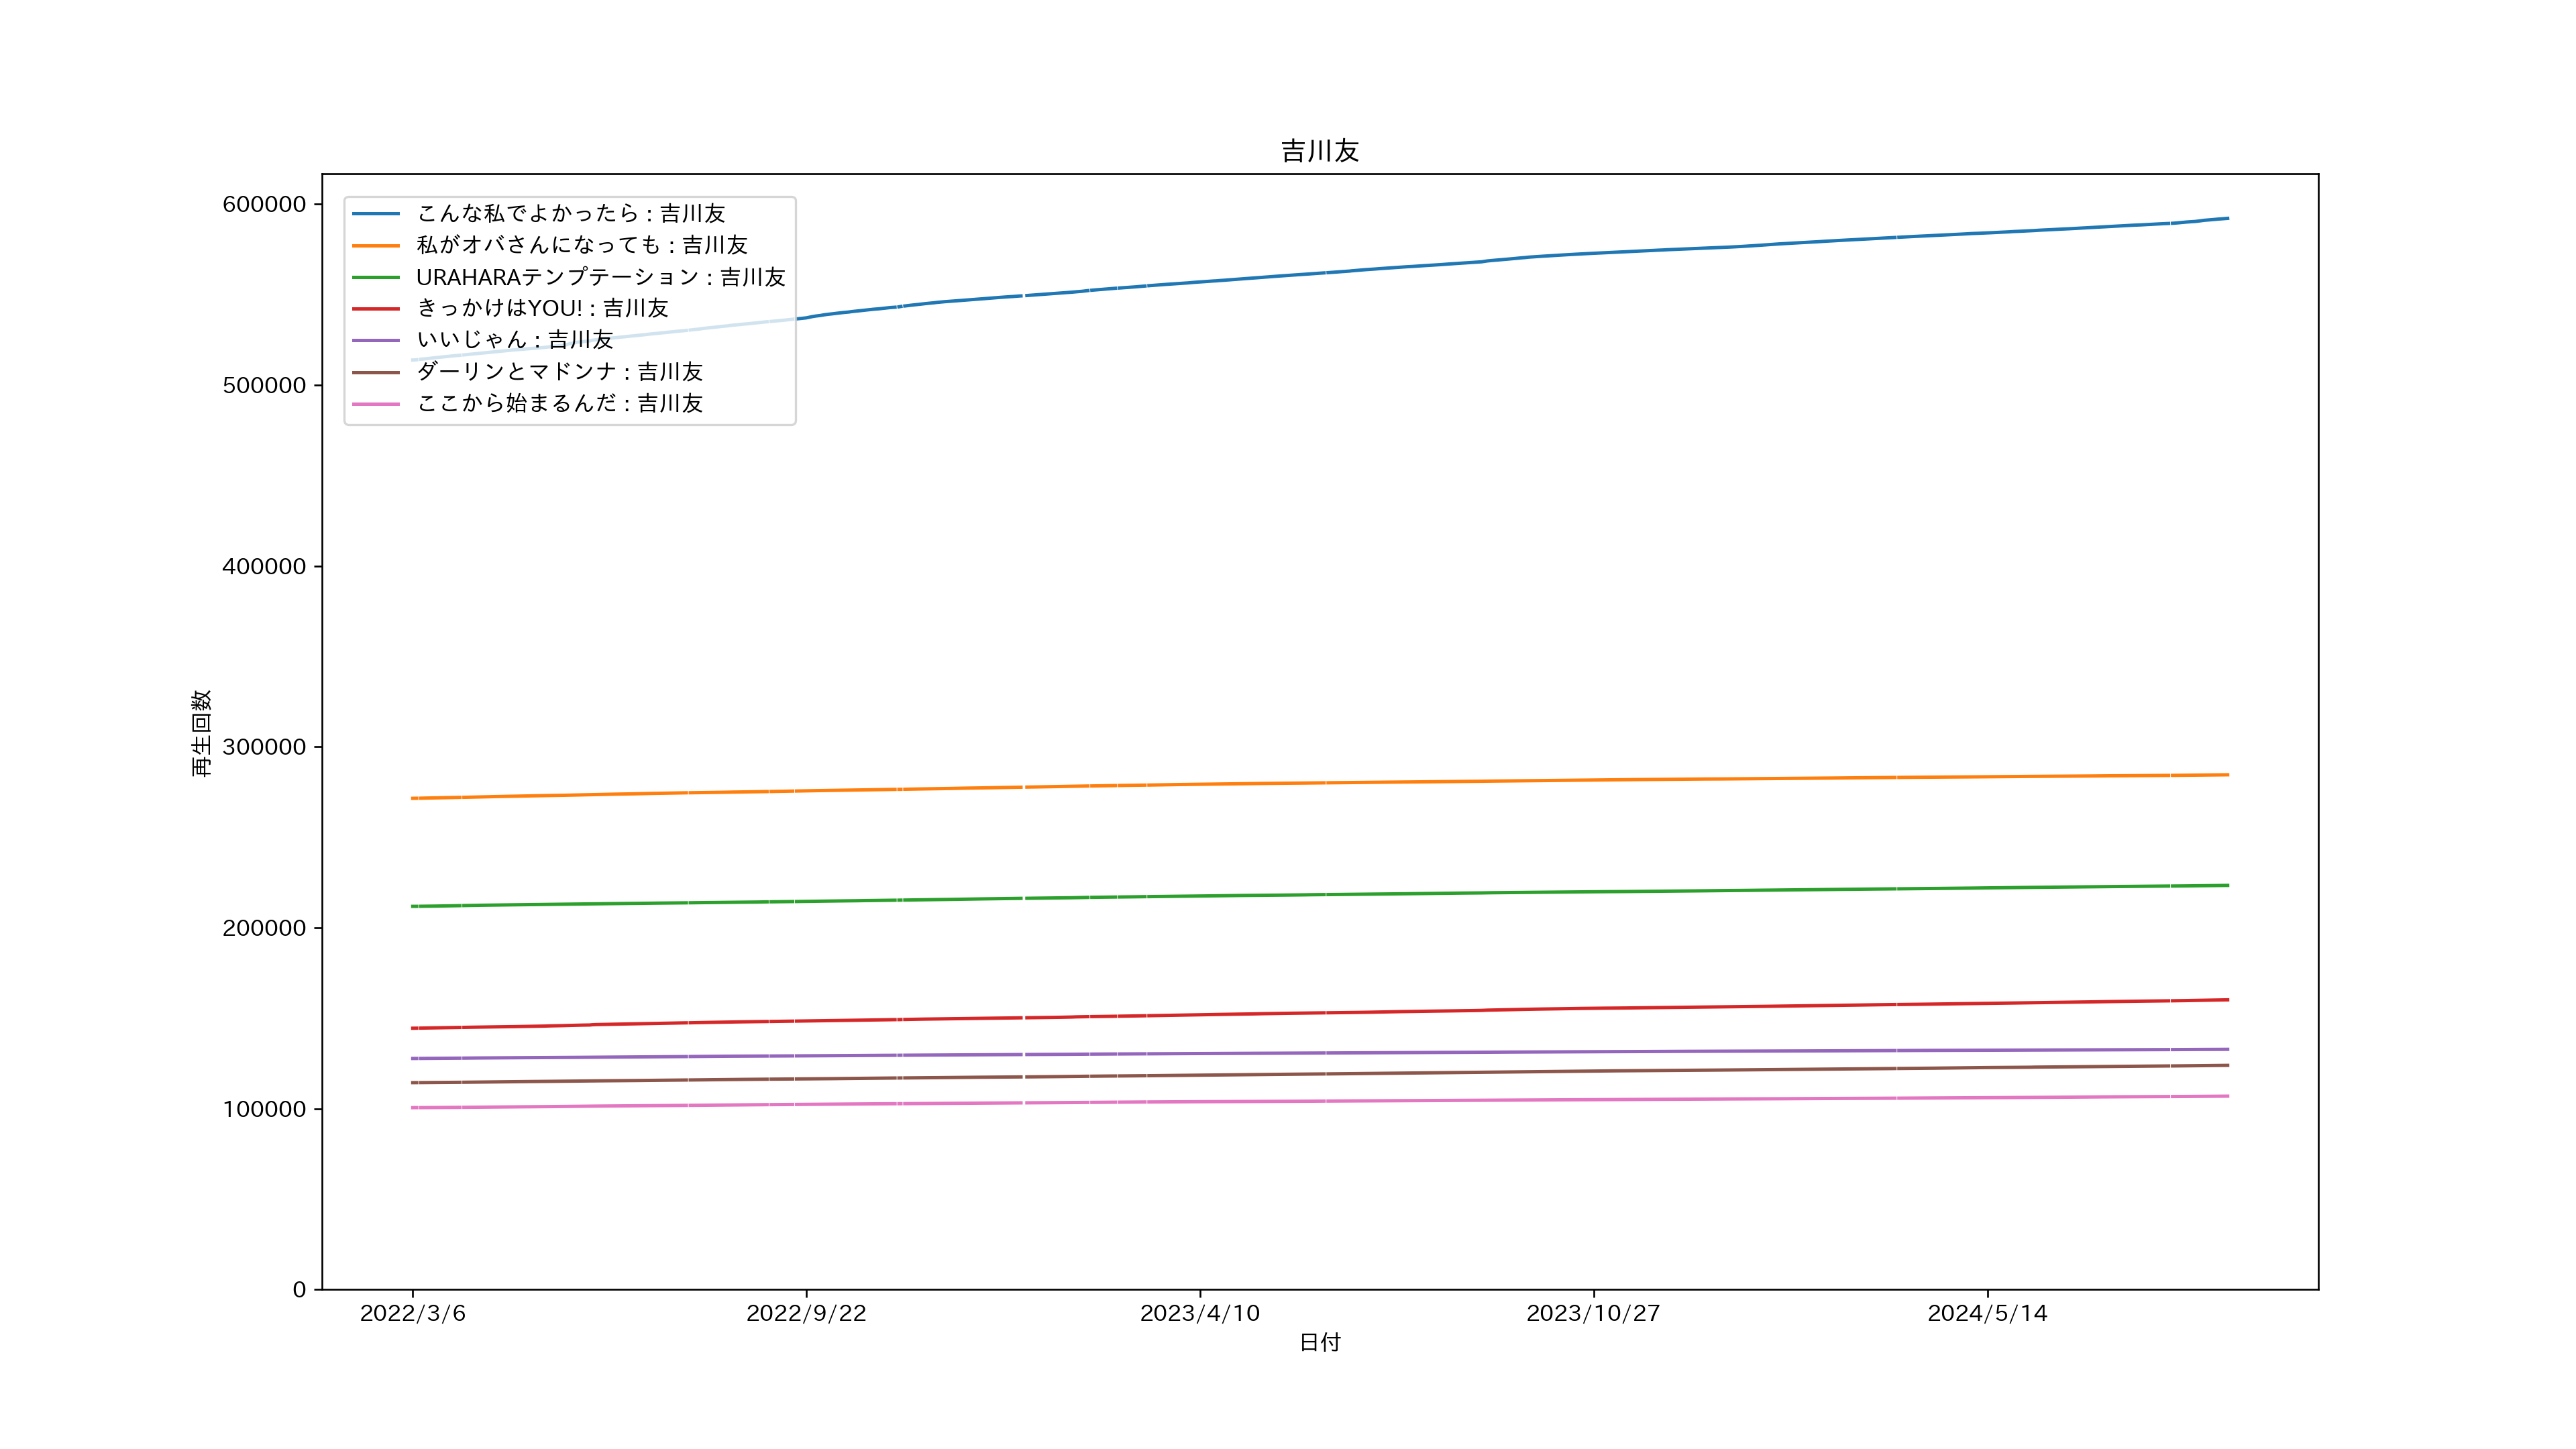 吉川友
600000
500000
400000
300000
200000
100000
0
再生回数
こんな私でよかったら : 吉川友
私がオバさんになっても : 吉川友
URAHARAテンプテーション : 吉川友
きっかけはYOU! : 吉川友
いいじゃん : 吉川友
ダーリンとマドンナ : 吉川友
ここから始まるんだ : 吉川友
2022/3/6 2022/9/22 2023/4/10 2023/10/27 2024/5/14
日付